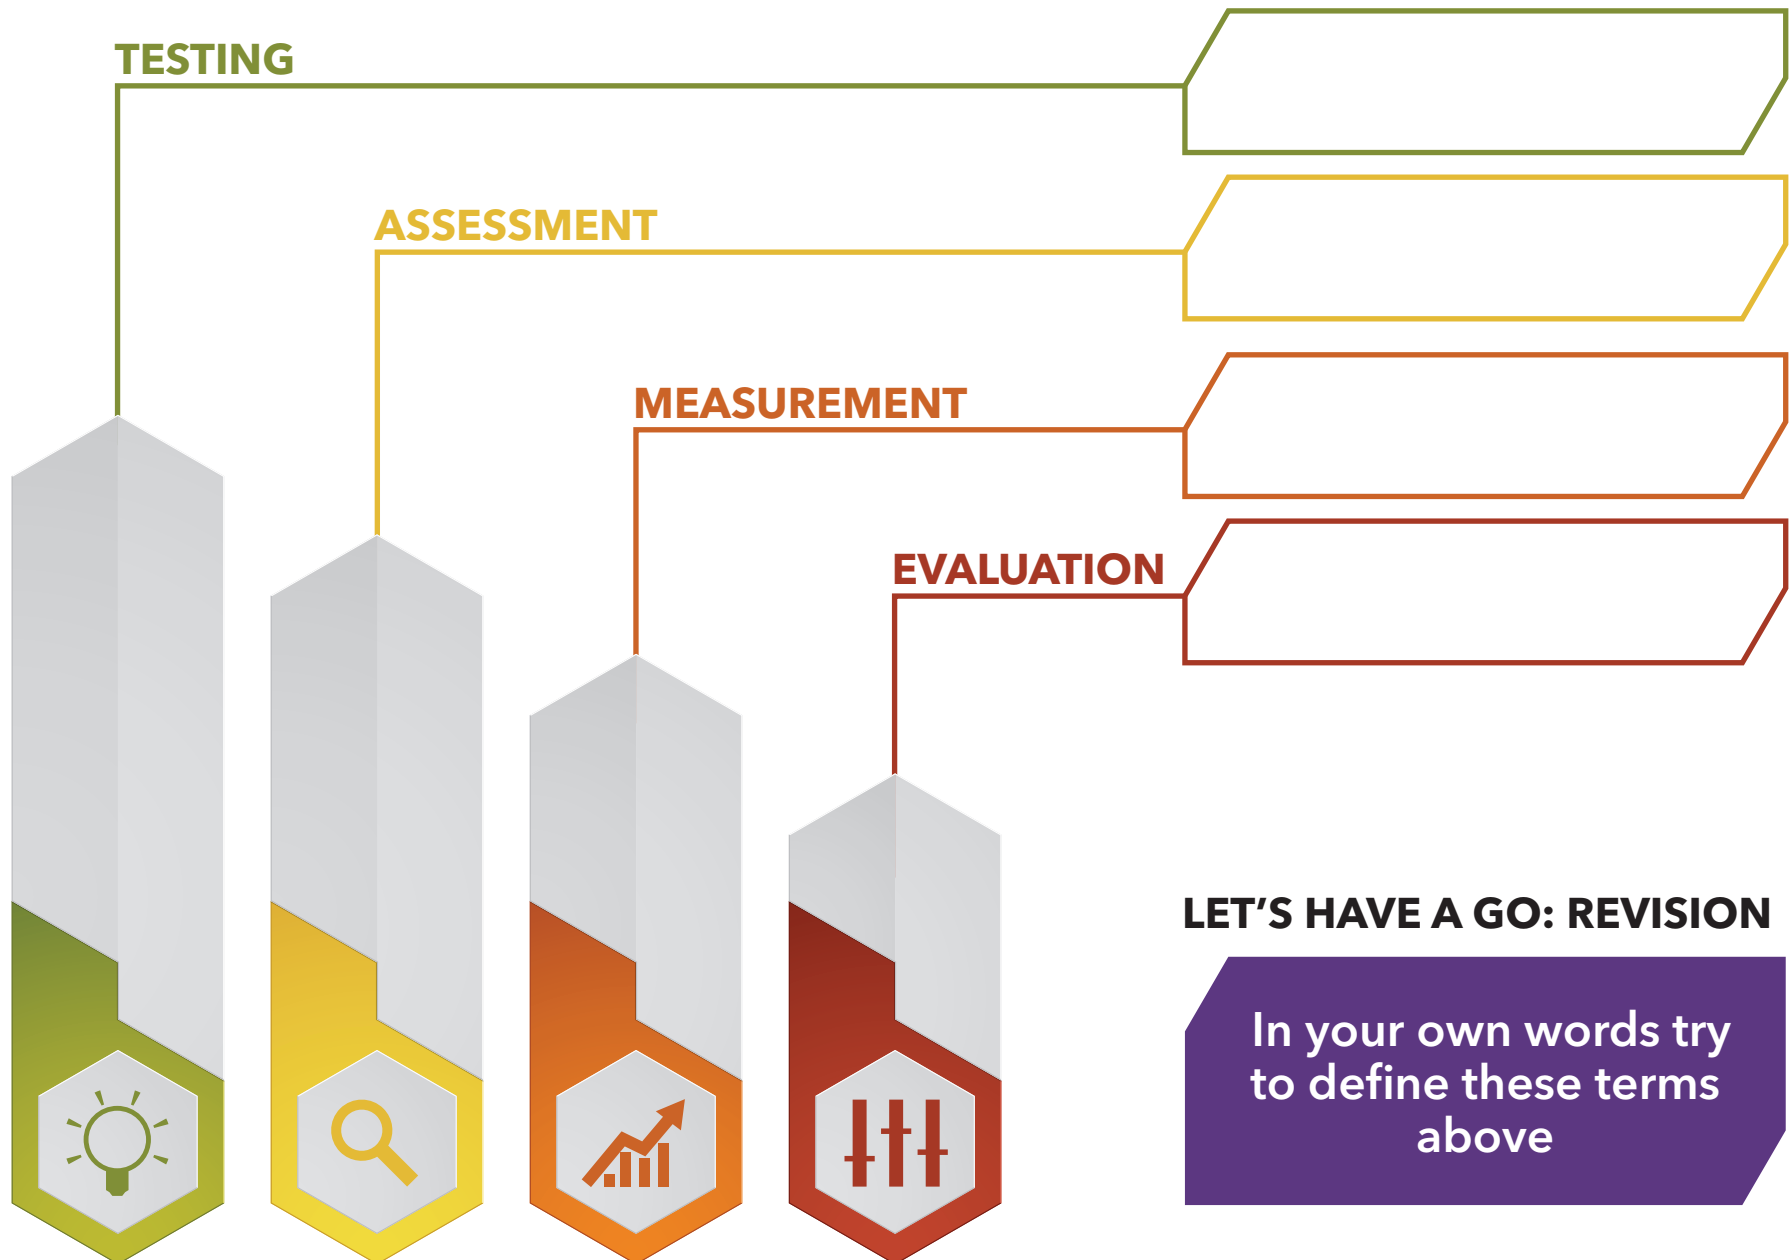 TESTING
ASSESSMENT
MEASUREMENT
EVALUATION
LET'S HAVE A GO: REVISION
In your own words try
to define these terms
above